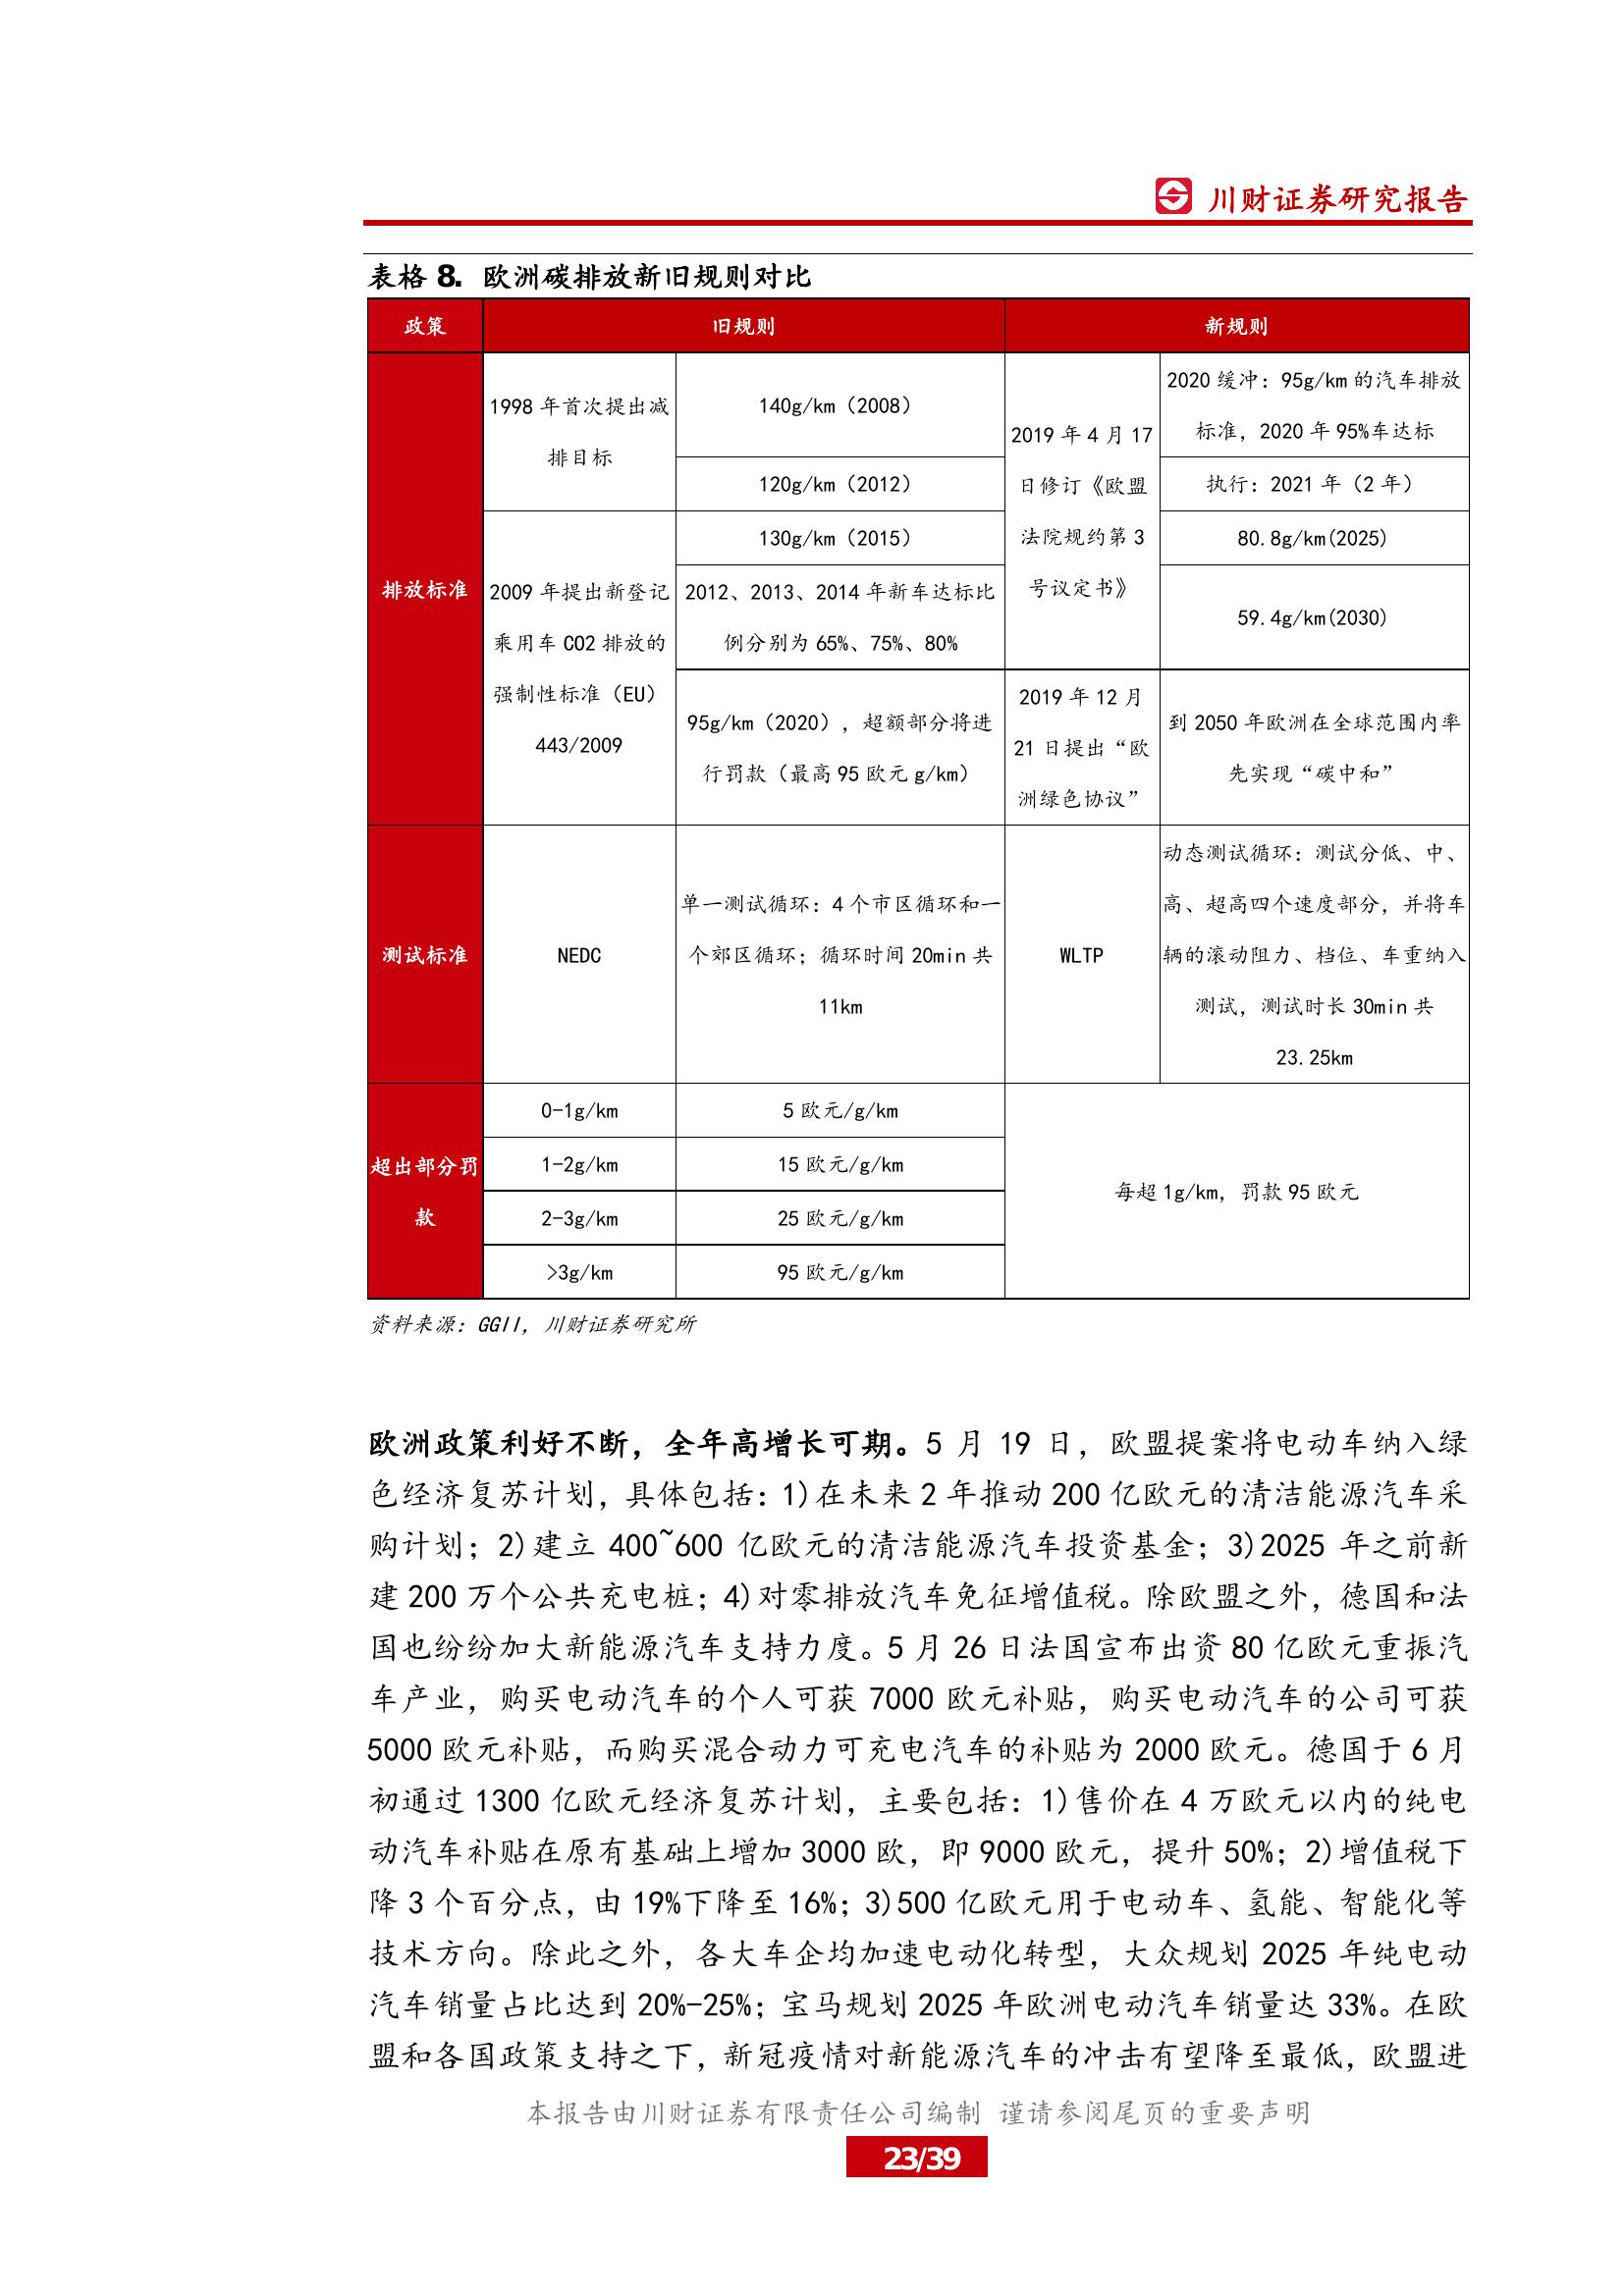 川财证券研究报告
表格 8. 欧洲碳排放新旧规则对比
政策
旧规则
新规则
排放标准
1998 年首次提出减
排目标
140g/km（2008）
120g/km（2012）
2009 年提出新登记
乘用车 CO2 排放的
强制性标准（EU）
443/2009
130g/km（2015）
2012、2013、2014 年新车达标比
例分别为 65%、75%、80%
95g/km（2020），超额部分将进
行罚款（最高 95 欧元 g/km）
2019 年 4 月 17
日修订《欧盟
法院规约第 3
号议定书》
2020 缓冲：95g/km 的汽车排放
标准，2020 年 95%车达标
执行：2021 年（2 年）
80.8g/km(2025)
59.4g/km(2030)
2019 年 12 月
21 日提出“欧
洲绿色协议”
到 2050 年欧洲在全球范围内率
先实现“碳中和”
测试标准
NEDC
单一测试循环：4 个市区循环和一
个郊区循环；循环时间 20min 共
11km
WLTP
动态测试循环：测试分低、中、
高、超高四个速度部分，并将车
辆的滚动阻力、档位、车重纳入
测试，测试时长 30min 共
23.25km
超出部分罚
款
0-1g/km
5 欧元/g/km
1-2g/km
15 欧元/g/km
2-3g/km
25 欧元/g/km
>3g/km
95 欧元/g/km
每超 1g/km，罚款 95 欧元
资料来源：GGII，川财证券研究所
欧洲政策利好不断，全年高增长可期。5 月 19 日，欧盟提案将电动车纳入绿
色经济复苏计划，具体包括：1)在未来 2 年推动 200 亿欧元的清洁能源汽车采
购计划；2)建立 400~600 亿欧元的清洁能源汽车投资基金；3)2025 年之前新
建 200 万个公共充电桩；4)对零排放汽车免征增值税。除欧盟之外，德国和法
国也纷纷加大新能源汽车支持力度。5 月 26 日法国宣布出资 80 亿欧元重振汽
车产业，购买电动汽车的个人可获 7000 欧元补贴，购买电动汽车的公司可获
5000 欧元补贴，而购买混合动力可充电汽车的补贴为 2000 欧元。德国于 6 月
初通过 1300 亿欧元经济复苏计划，主要包括：1)售价在 4 万欧元以内的纯电
动汽车补贴在原有基础上增加 3000 欧，即 9000 欧元，提升 50%；2)增值税下
降 3 个百分点，由 19%下降至 16%；3)500 亿欧元用于电动车、氢能、智能化等
技术方向。除此之外，各大车企均加速电动化转型，大众规划 2025 年纯电动
汽车销量占比达到 20%-25%；宝马规划 2025 年欧洲电动汽车销量达 33%。在欧
盟和各国政策支持之下，新冠疫情对新能源汽车的冲击有望降至最低，欧盟进
本报告由川财证券有限责任公司编制 谨请参阅尾页的重要声明
23/39